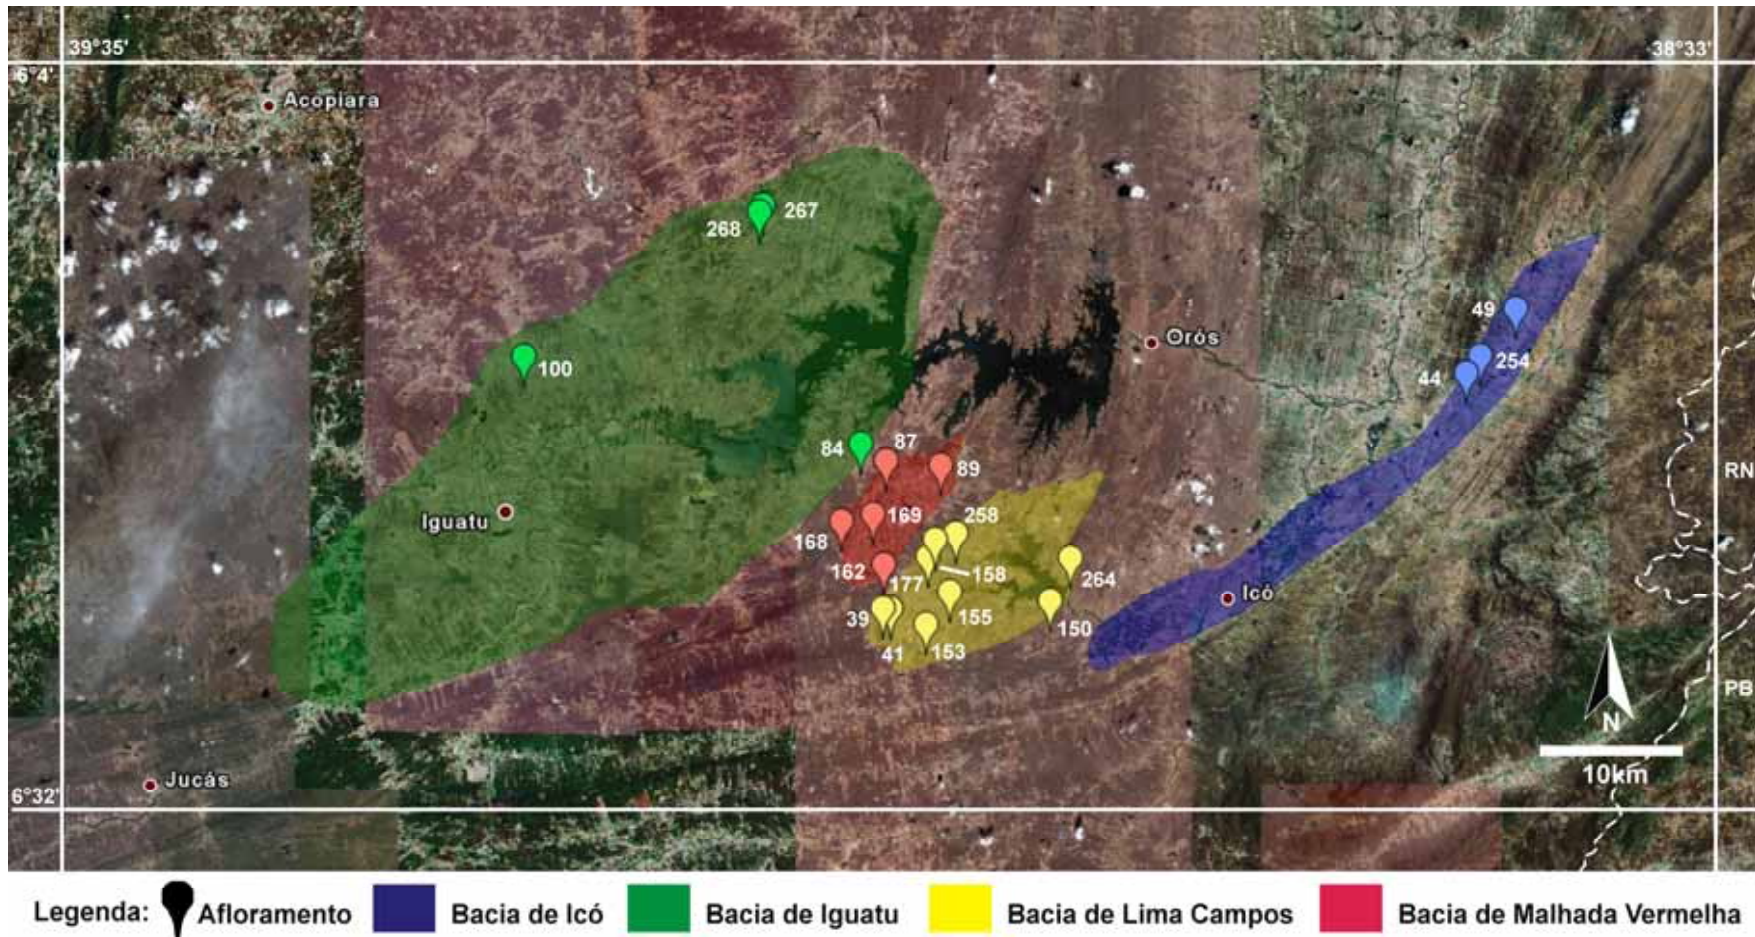 39°35'
38°33'
6°4'
Acopiara
267
268
49
Orós
254
100
44
84
87
89
RN
Iguatu
169
258
168
162
177
158
264
Icó
39
155
150
41
153
PB
N
Jucás
10km
6°32'
Legenda: Afloramento Bacia de Icó Bacia de Iguatu Bacia de Lima Campos Bacia de Malhada Vermelha